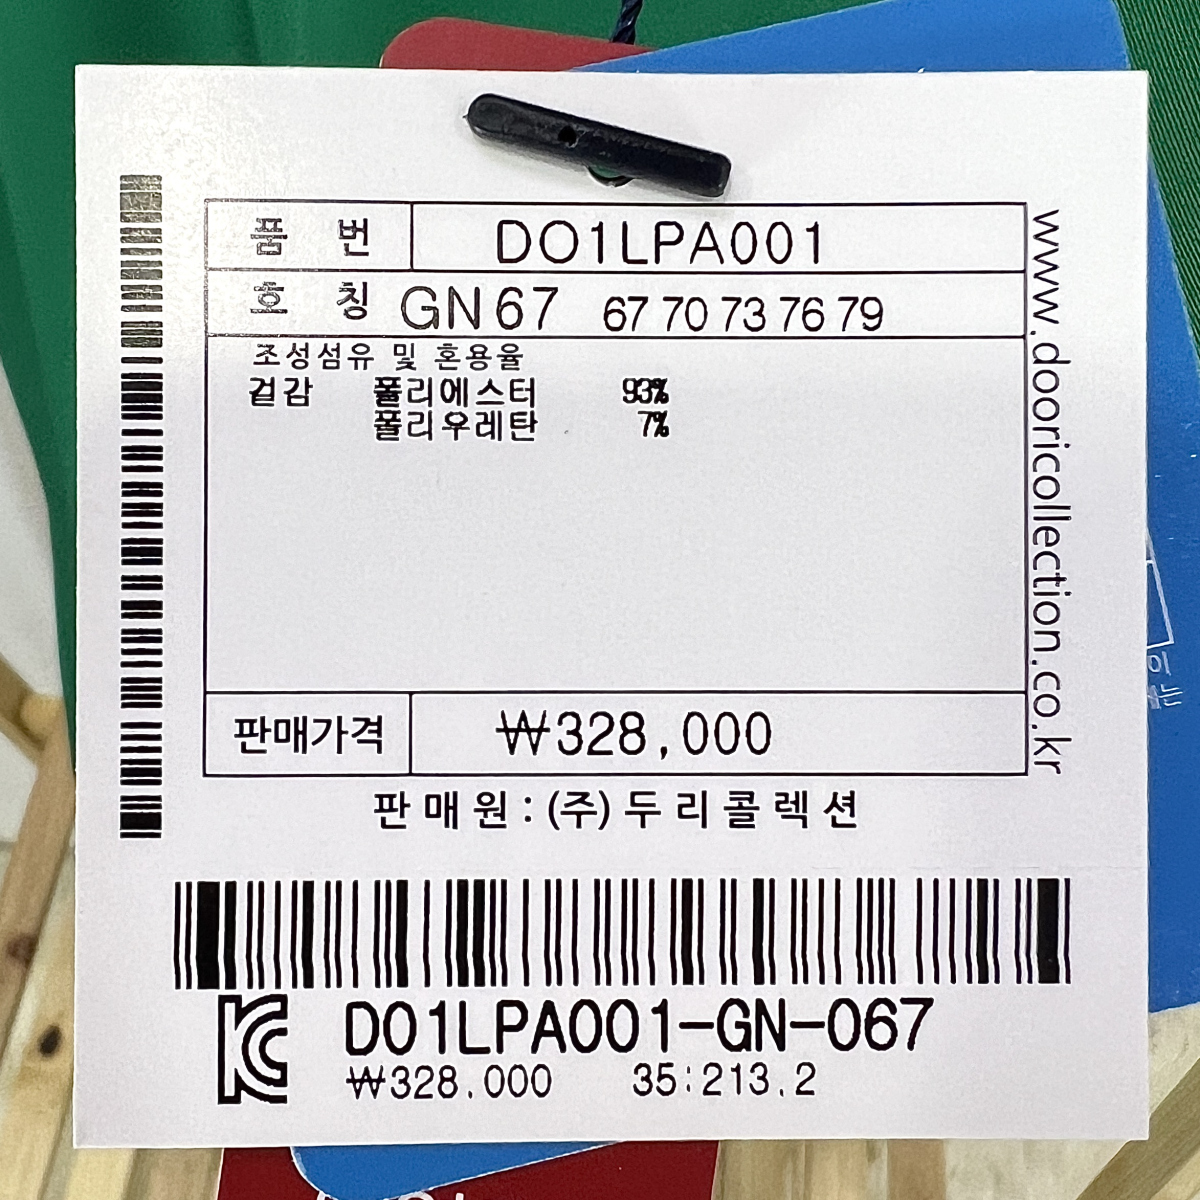 품 번 DO1LPA001
호 칭 GN67 67 70 73 76 79
조성섬유 및 혼용율
겉감 폴리에스터 93%
폴리우레탄 7%
판매가격 ₩328,000
판매원 : (주) 두리콜렉션
www.dooricollection.co.kr
KC
DO1LPA001-GN-067
₩328.000 35:213.2